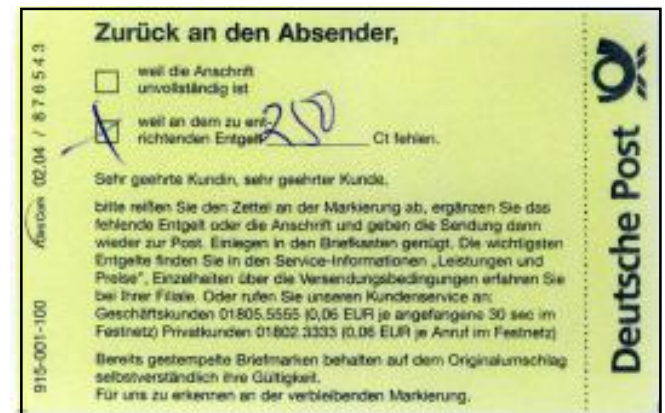 Zurück an den Absender,
weil die Anschrift
unvollständig ist
weil an dem zu ent-
richtenden Entgelt 250 Ct fehlen.
Sehr geehrte Kundin, sehr geehrter Kunde,
bitte reißen Sie den Zettel an der Markierung ab, ergänzen Sie das
fehlende Entgelt oder die Anschrift und geben die Sendung dann
wieder zur Post. Einlegen in den Briefkasten genügt. Die wichtigsten
Entgelte finden Sie in den Service-Informationen „Leistungen und
Preise“, Einzelheiten über die Versendungsbedingungen erfahren Sie
bei Ihrer Filiale. Oder rufen Sie unseren Kundenservice an:
Geschäftskunden 01805.5555 (0,06 EUR je angefangene 30 sec im
Festnetz) Privatkunden 01802.3333 (0,06 EUR je Anruf im Festnetz)
Bereits gestempelte Briefmarken behalten auf dem Originalumschlag
selbstverständlich ihre Gültigkeit.
Für uns zu erkennen an der verbleibenden Markierung.
915-001-100 02.04 / 876543
Deutsche Post